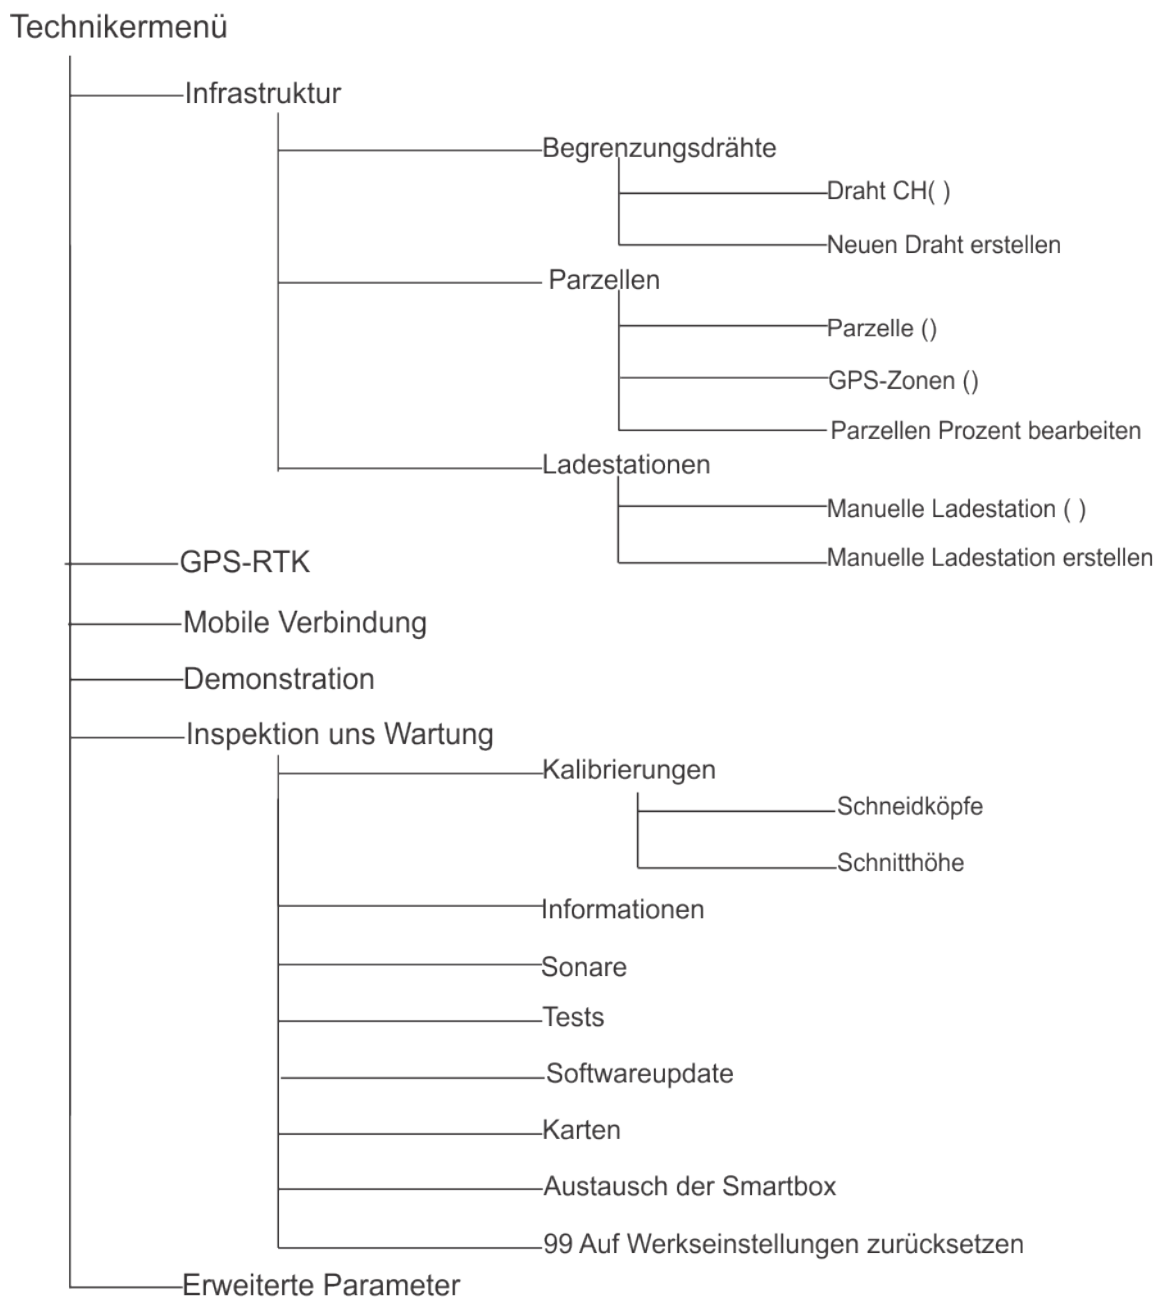 Technikermenü
Infrastruktur
Begrenzungsdrähte
Draht CH( )
Neuen Draht erstellen
Parzellen
Parzelle ()
GPS-Zonen ()
Parzellen Prozent bearbeiten
Ladestationen
Manuelle Ladestation ( )
Manuelle Ladestation erstellen
GPS-RTK
Mobile Verbindung
Demonstration
Inspektion uns Wartung
Kalibrierungen
Schneidköpfe
Schnitthöhe
Informationen
Sonare
Tests
Softwareupdate
Karten
Austausch der Smartbox
99 Auf Werkseinstellungen zurücksetzen
Erweiterte Parameter